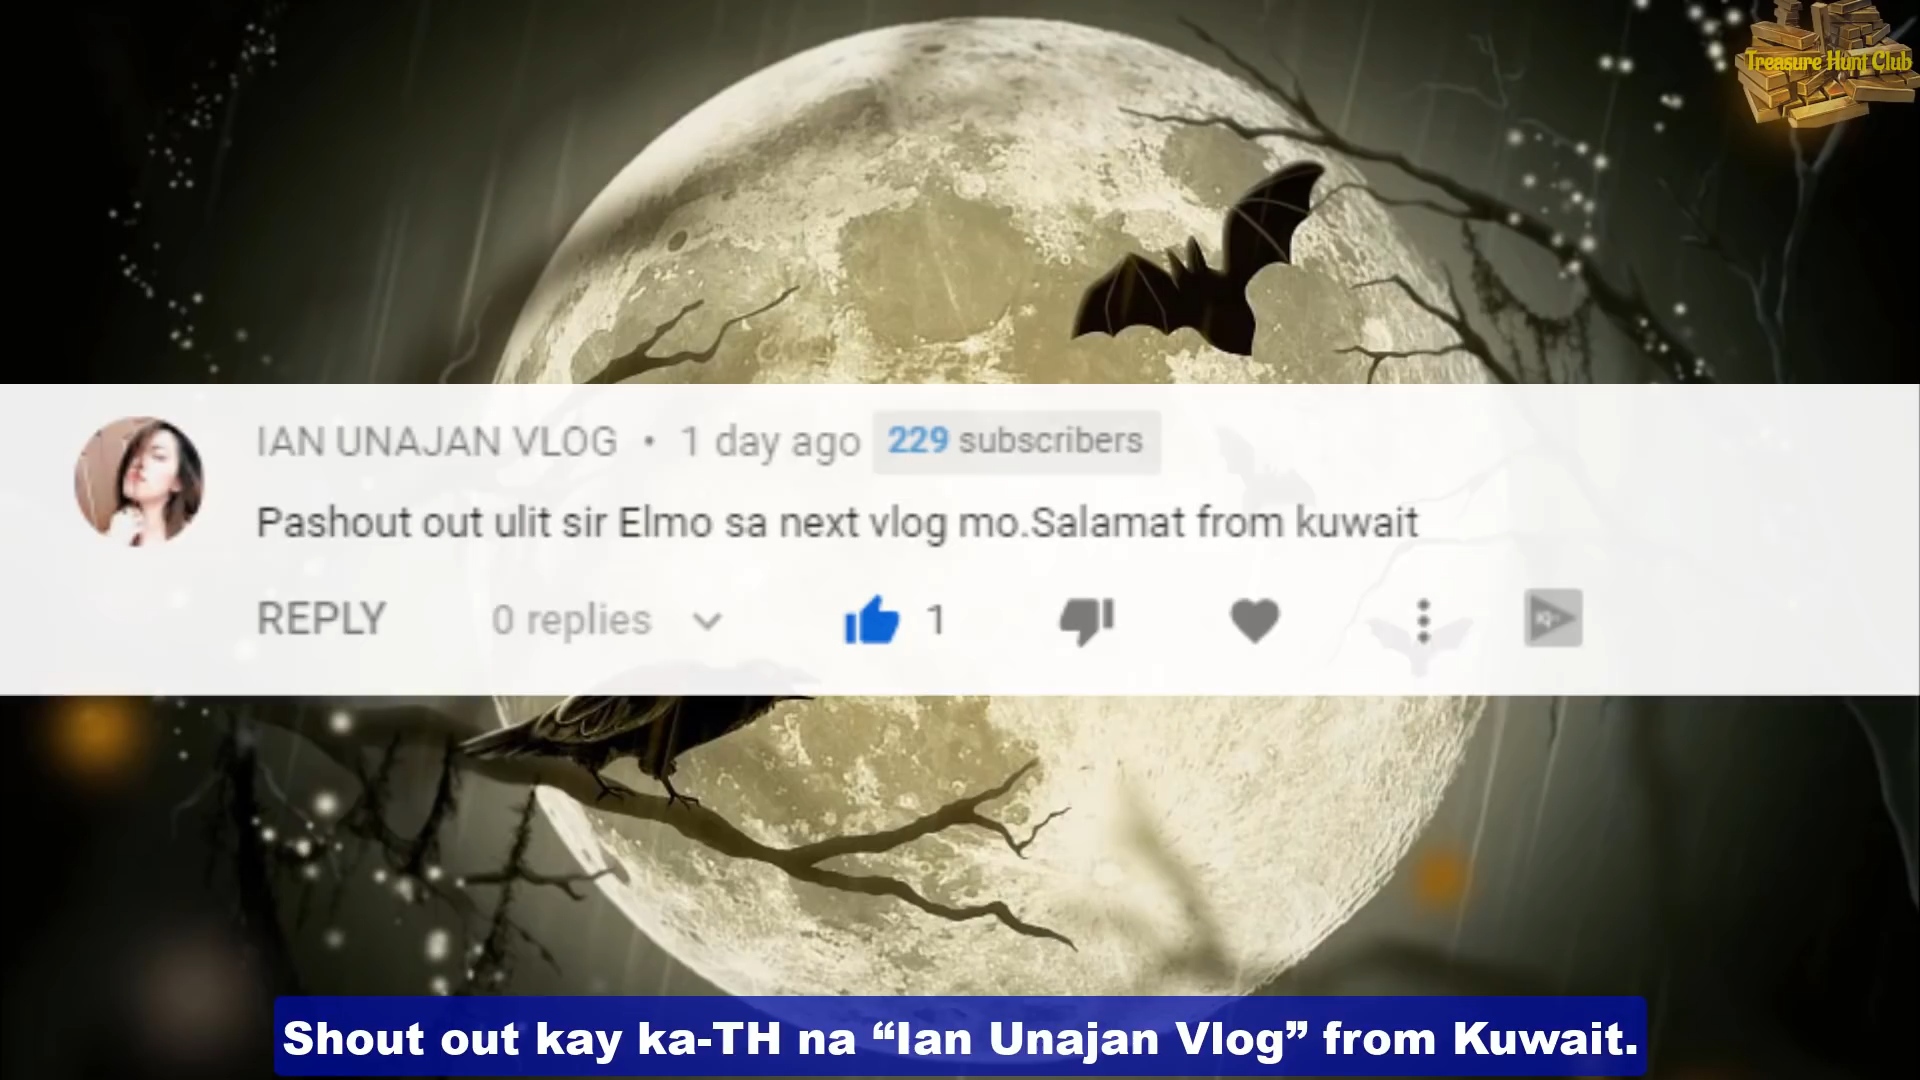 Treasure Hunt Club
IAN UNAJAN VLOG • 1 day ago 229 subscribers
Pashout out ulit sir Elmo sa next vlog mo.Salamat from kuwait
REPLY 0 replies 1
Shout out kay ka-TH na “Ian Unajan Vlog” from Kuwait.